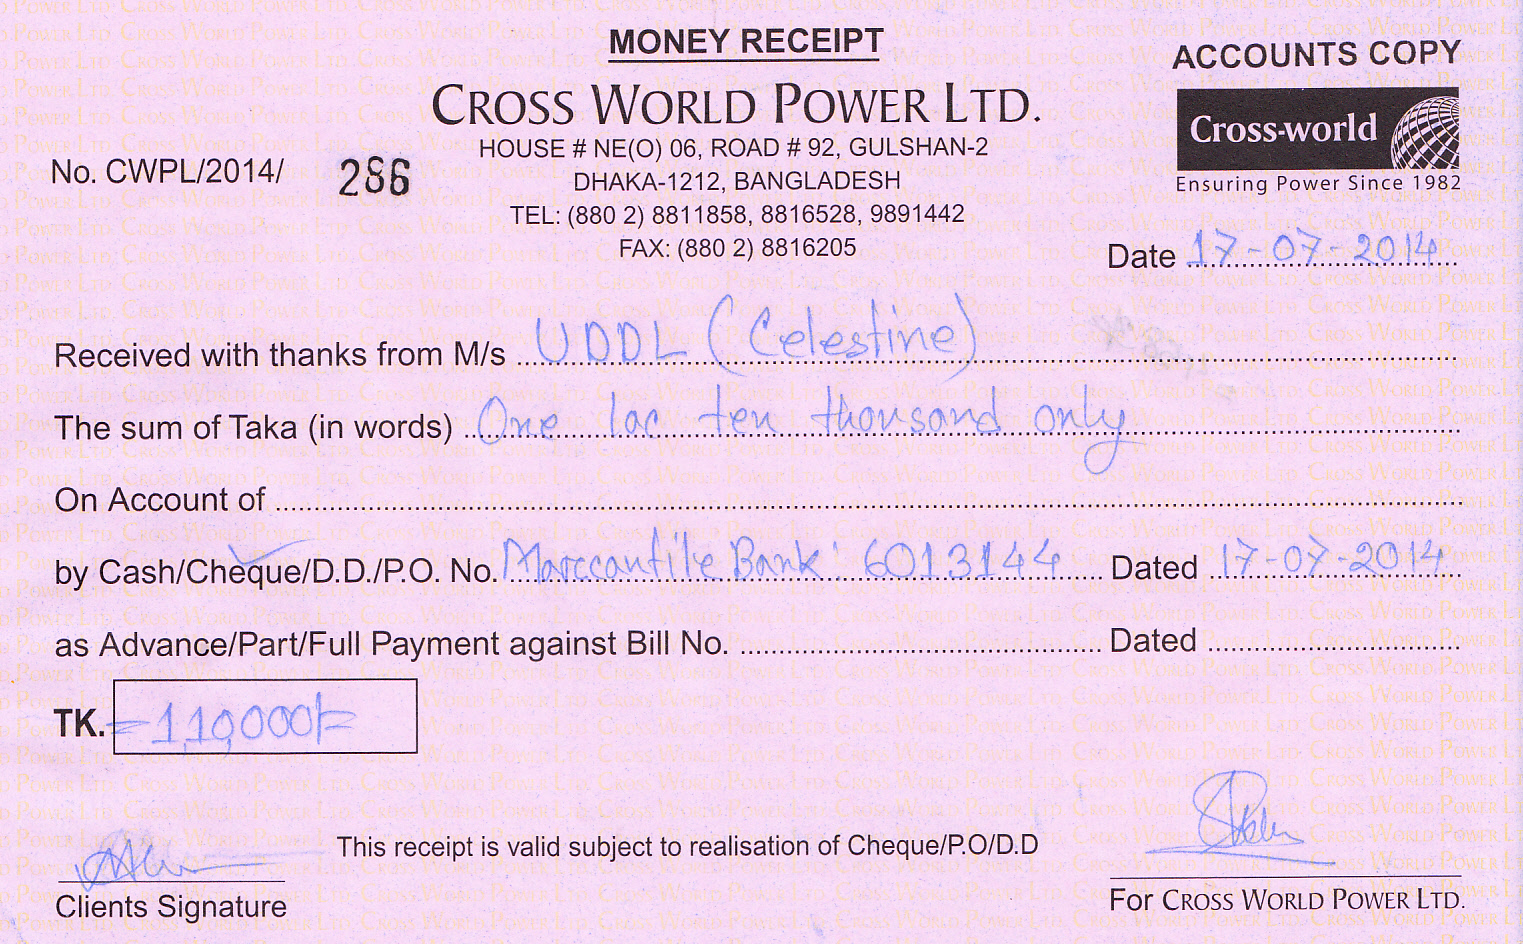 MONEY RECEIPT
ACCOUNTS COPY
CROSS WORLD POWER LTD.
Cross-world
Ensuring Power Since 1982
HOUSE # NE(O) 06, ROAD # 92, GULSHAN-2
No. CWPL/2014/ 286
DHAKA-1212, BANGLADESH
TEL: (880 2) 8811858, 8816528, 9891442
FAX: (880 2) 8816205
Date 17-07-2014
Received with thanks from M/s UDDL (Celestine)
The sum of Taka (in words) One lac ten thousand only
On Account of
by Cash/Cheque/D.D./P.O. No. Marccantile Bank: 6013144 Dated 17-07-2014
as Advance/Part/Full Payment against Bill No. Dated
TK. =1,10,000/=
This receipt is valid subject to realisation of Cheque/P.O/D.D
Clients Signature
For CROSS WORLD POWER LTD.